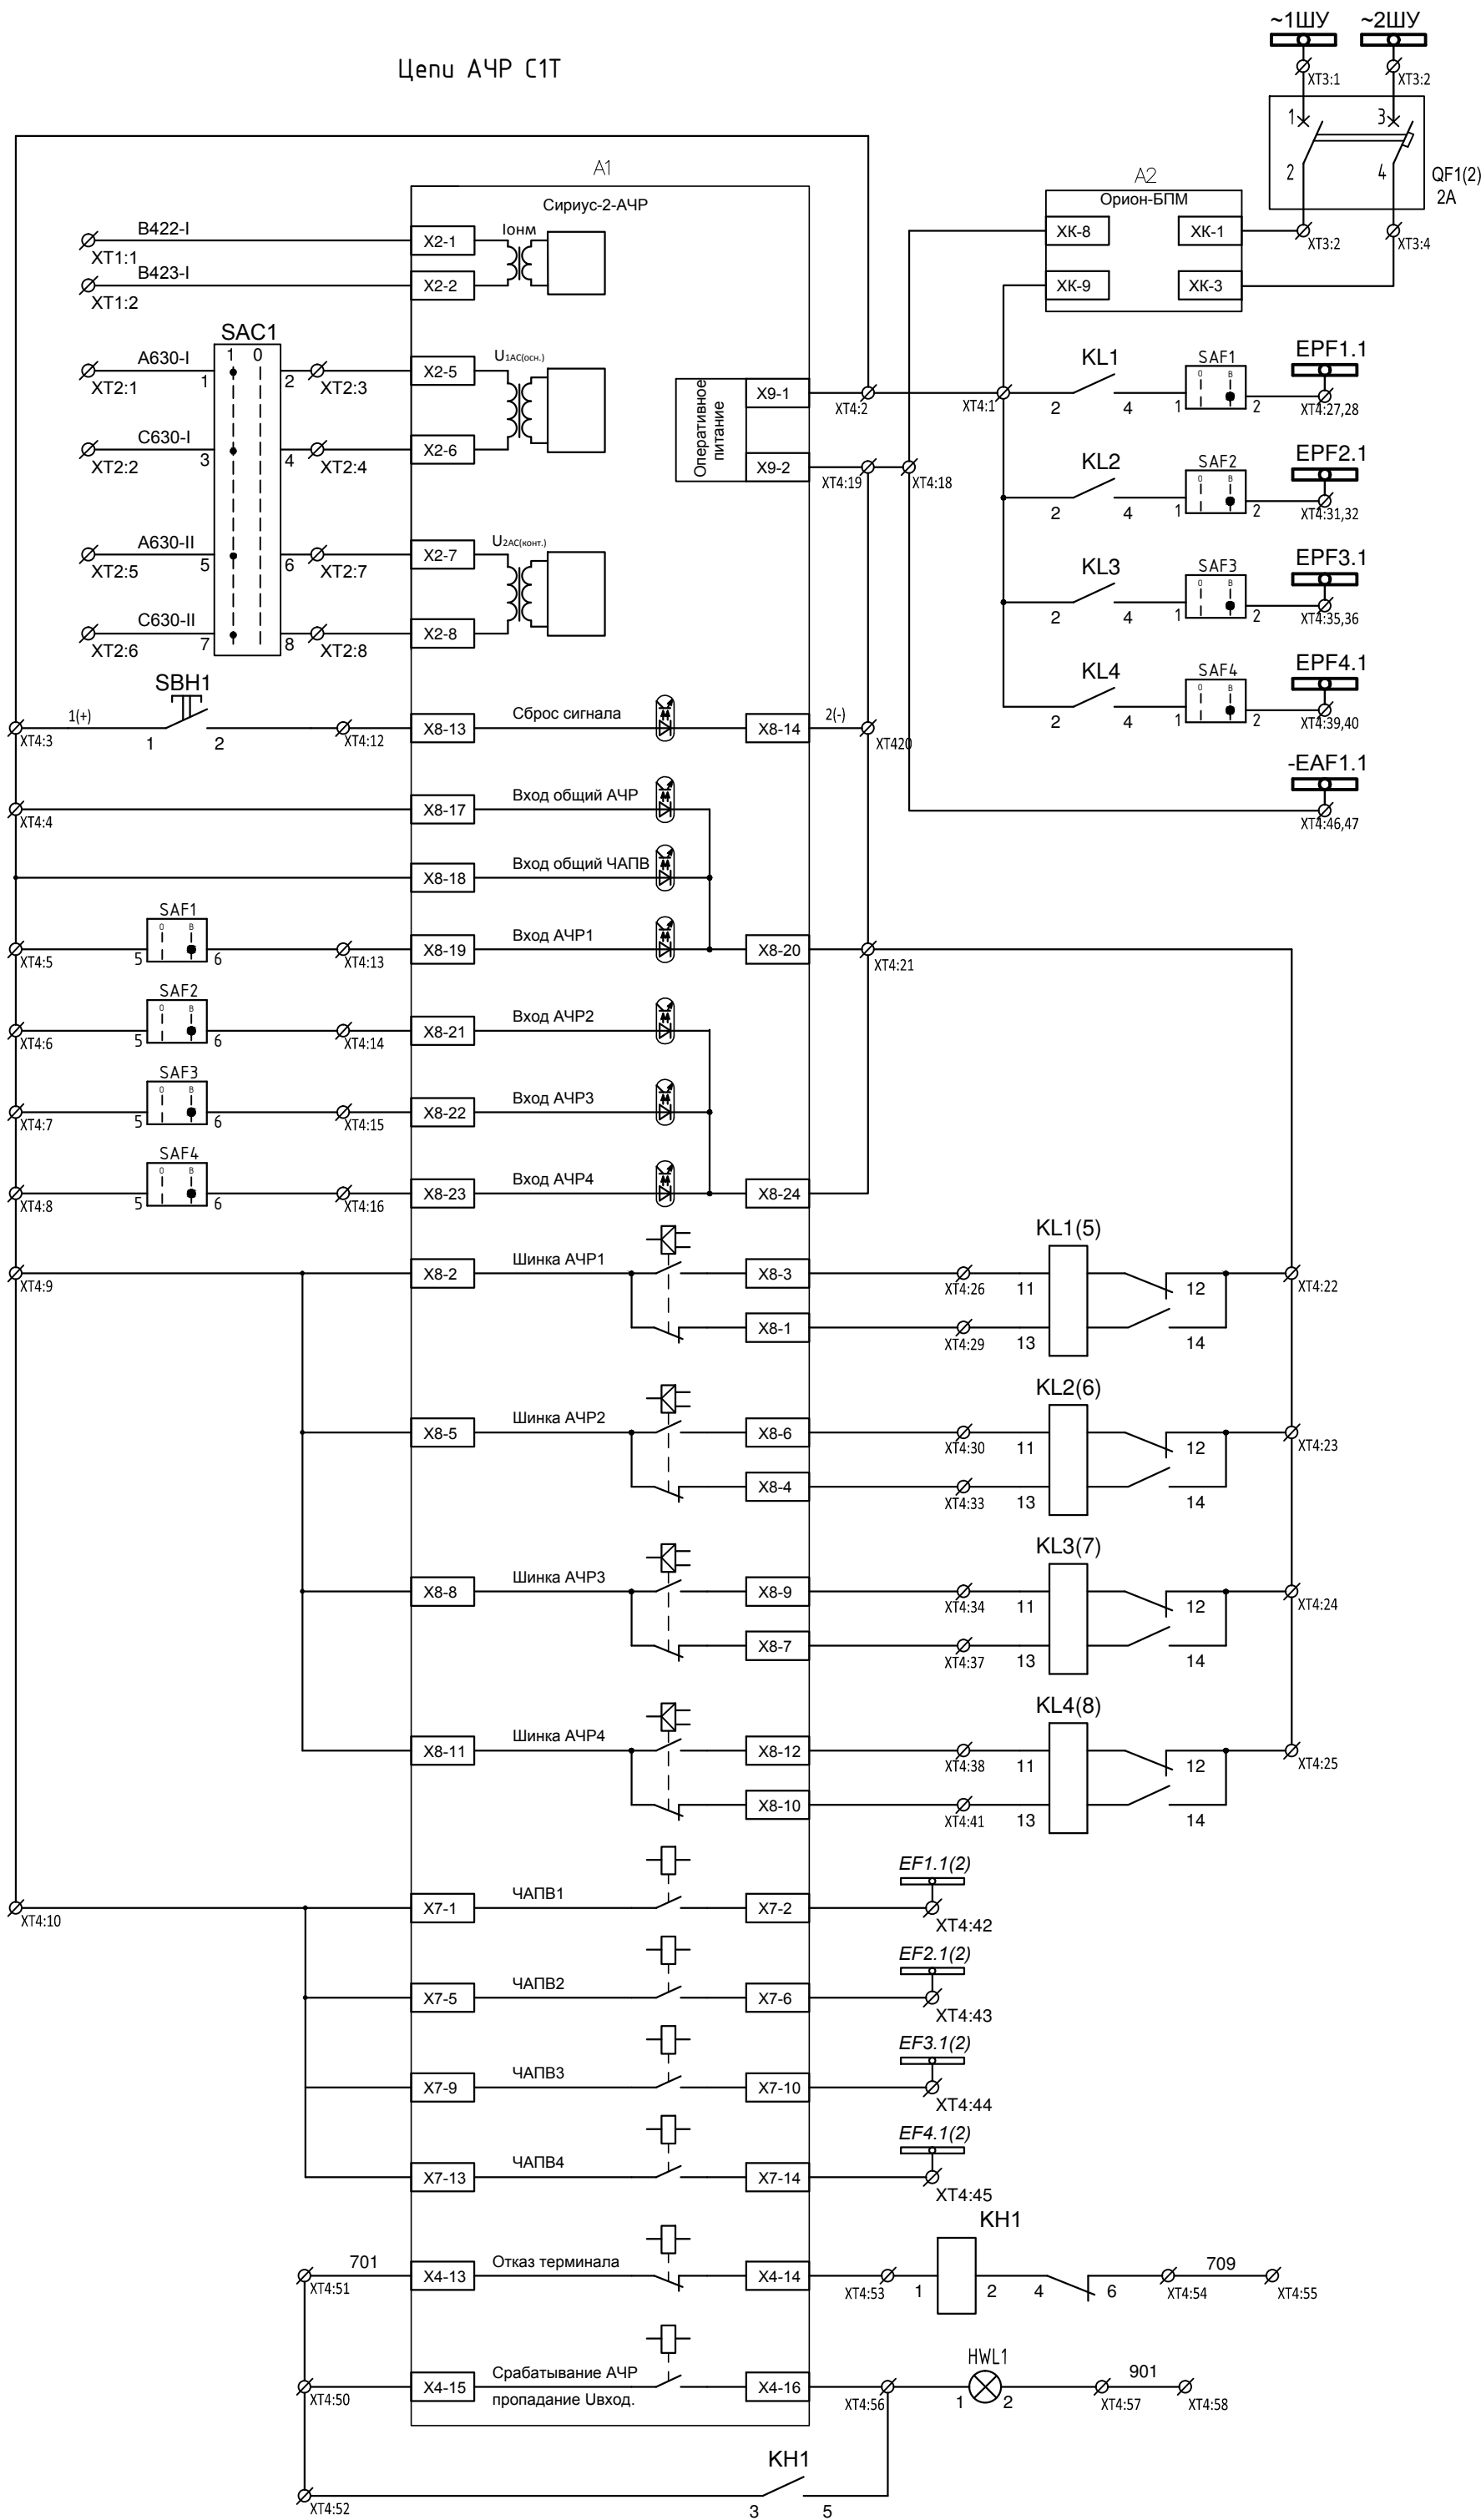 ~1ШУ ~2ШУ
Цепи АЧР С1Т
XT3:1 XT3:2
1 3
2 4
QF1(2)
2A
A1
A2
Сириус-2-АЧР
Орион-БПМ
B422-I X2-1 Iонм
XT1:1
XK-8 XK-1
XT3:2 XT3:4
B423-I X2-2
XT1:2
XK-9 XK-3
SAC1
1 0
A630-I
XT2:1 1 2 XT2:3 X2-5 U1AC(осн.)
C630-I
XT2:2 3 4 XT2:4 X2-6
Оперативное
питание
X9-1 XT4:2 XT4:1
X9-2 XT4:19 XT4:18
KL1 SAF1 EPF1.1
O B
2 4 1 2 XT4:27,28
KL2 SAF2 EPF2.1
O B
2 4 1 2 XT4:31,32
KL3 SAF3 EPF3.1
O B
2 4 1 2 XT4:35,36
KL4 SAF4 EPF4.1
O B
2 4 1 2 XT4:39,40
-EAF1.1
XT4:46,47
A630-II
XT2:5 5 6 XT2:7 X2-7 U2AC(конт.)
C630-II
XT2:6 7 8 XT2:8 X2-8
SBH1
XT4:3 1(+) 1 2 XT4:12 X8-13 Сброс сигнала X8-14 2(-) XT420
XT4:4 X8-17 Вход общий АЧР
X8-18 Вход общий ЧАПВ
SAF1
O B
XT4:5 5 6 XT4:13 X8-19 Вход АЧР1 X8-20 XT4:21
SAF2
O B
XT4:6 5 6 XT4:14 X8-21 Вход АЧР2
SAF3
O B
XT4:7 5 6 XT4:15 X8-22 Вход АЧР3
SAF4
O B
XT4:8 5 6 XT4:16 X8-23 Вход АЧР4 X8-24
KL1(5)
XT4:9 X8-2 Шинка АЧР1 X8-3 XT4:26 11 12 XT4:22
X8-1 XT4:29 13 14
KL2(6)
X8-5 Шинка АЧР2 X8-6 XT4:30 11 12 XT4:23
X8-4 XT4:33 13 14
KL3(7)
X8-8 Шинка АЧР3 X8-9 XT4:34 11 12 XT4:24
X8-7 XT4:37 13 14
KL4(8)
X8-11 Шинка АЧР4 X8-12 XT4:38 11 12 XT4:25
X8-10 XT4:41 13 14
EF1.1(2)
XT4:10 X7-1 ЧАПВ1 X7-2 XT4:42
EF2.1(2)
X7-5 ЧАПВ2 X7-6 XT4:43
EF3.1(2)
X7-9 ЧАПВ3 X7-10 XT4:44
EF4.1(2)
X7-13 ЧАПВ4 X7-14 XT4:45
KH1
XT4:51 701 X4-13 Отказ терминала X4-14 XT4:53 1 2 4 6 XT4:54 709 XT4:55
HWL1
XT4:50 X4-15 Срабатывание АЧР X4-16 XT4:56 1 2 XT4:57 901 XT4:58
пропадание Uвход.
KH1
XT4:52 3 5